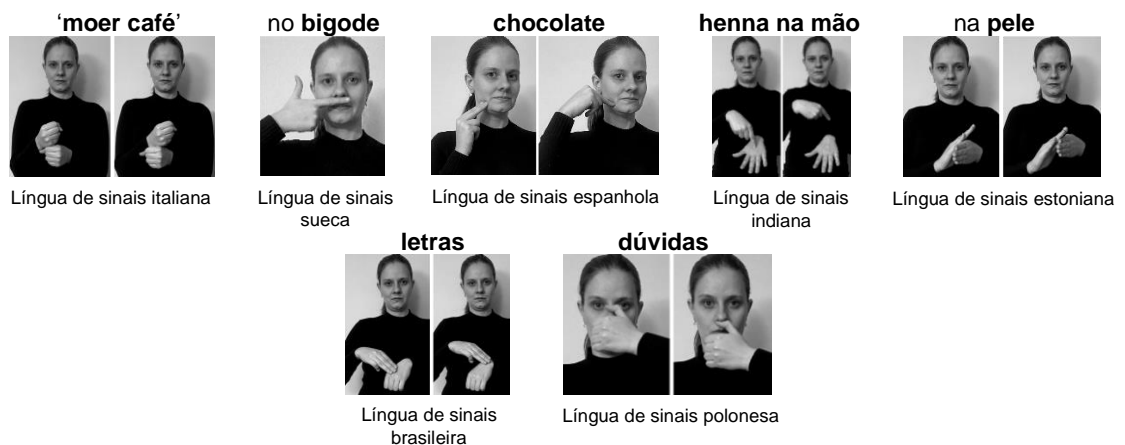 ‘moer café’
no bigode
chocolate
henna na mão
na pele
Língua de sinais italiana
Língua de sinais
sueca
Língua de sinais espanhola
Língua de sinais
indiana
Língua de sinais estoniana
letras
dúvidas
Língua de sinais
brasileira
Língua de sinais polonesa